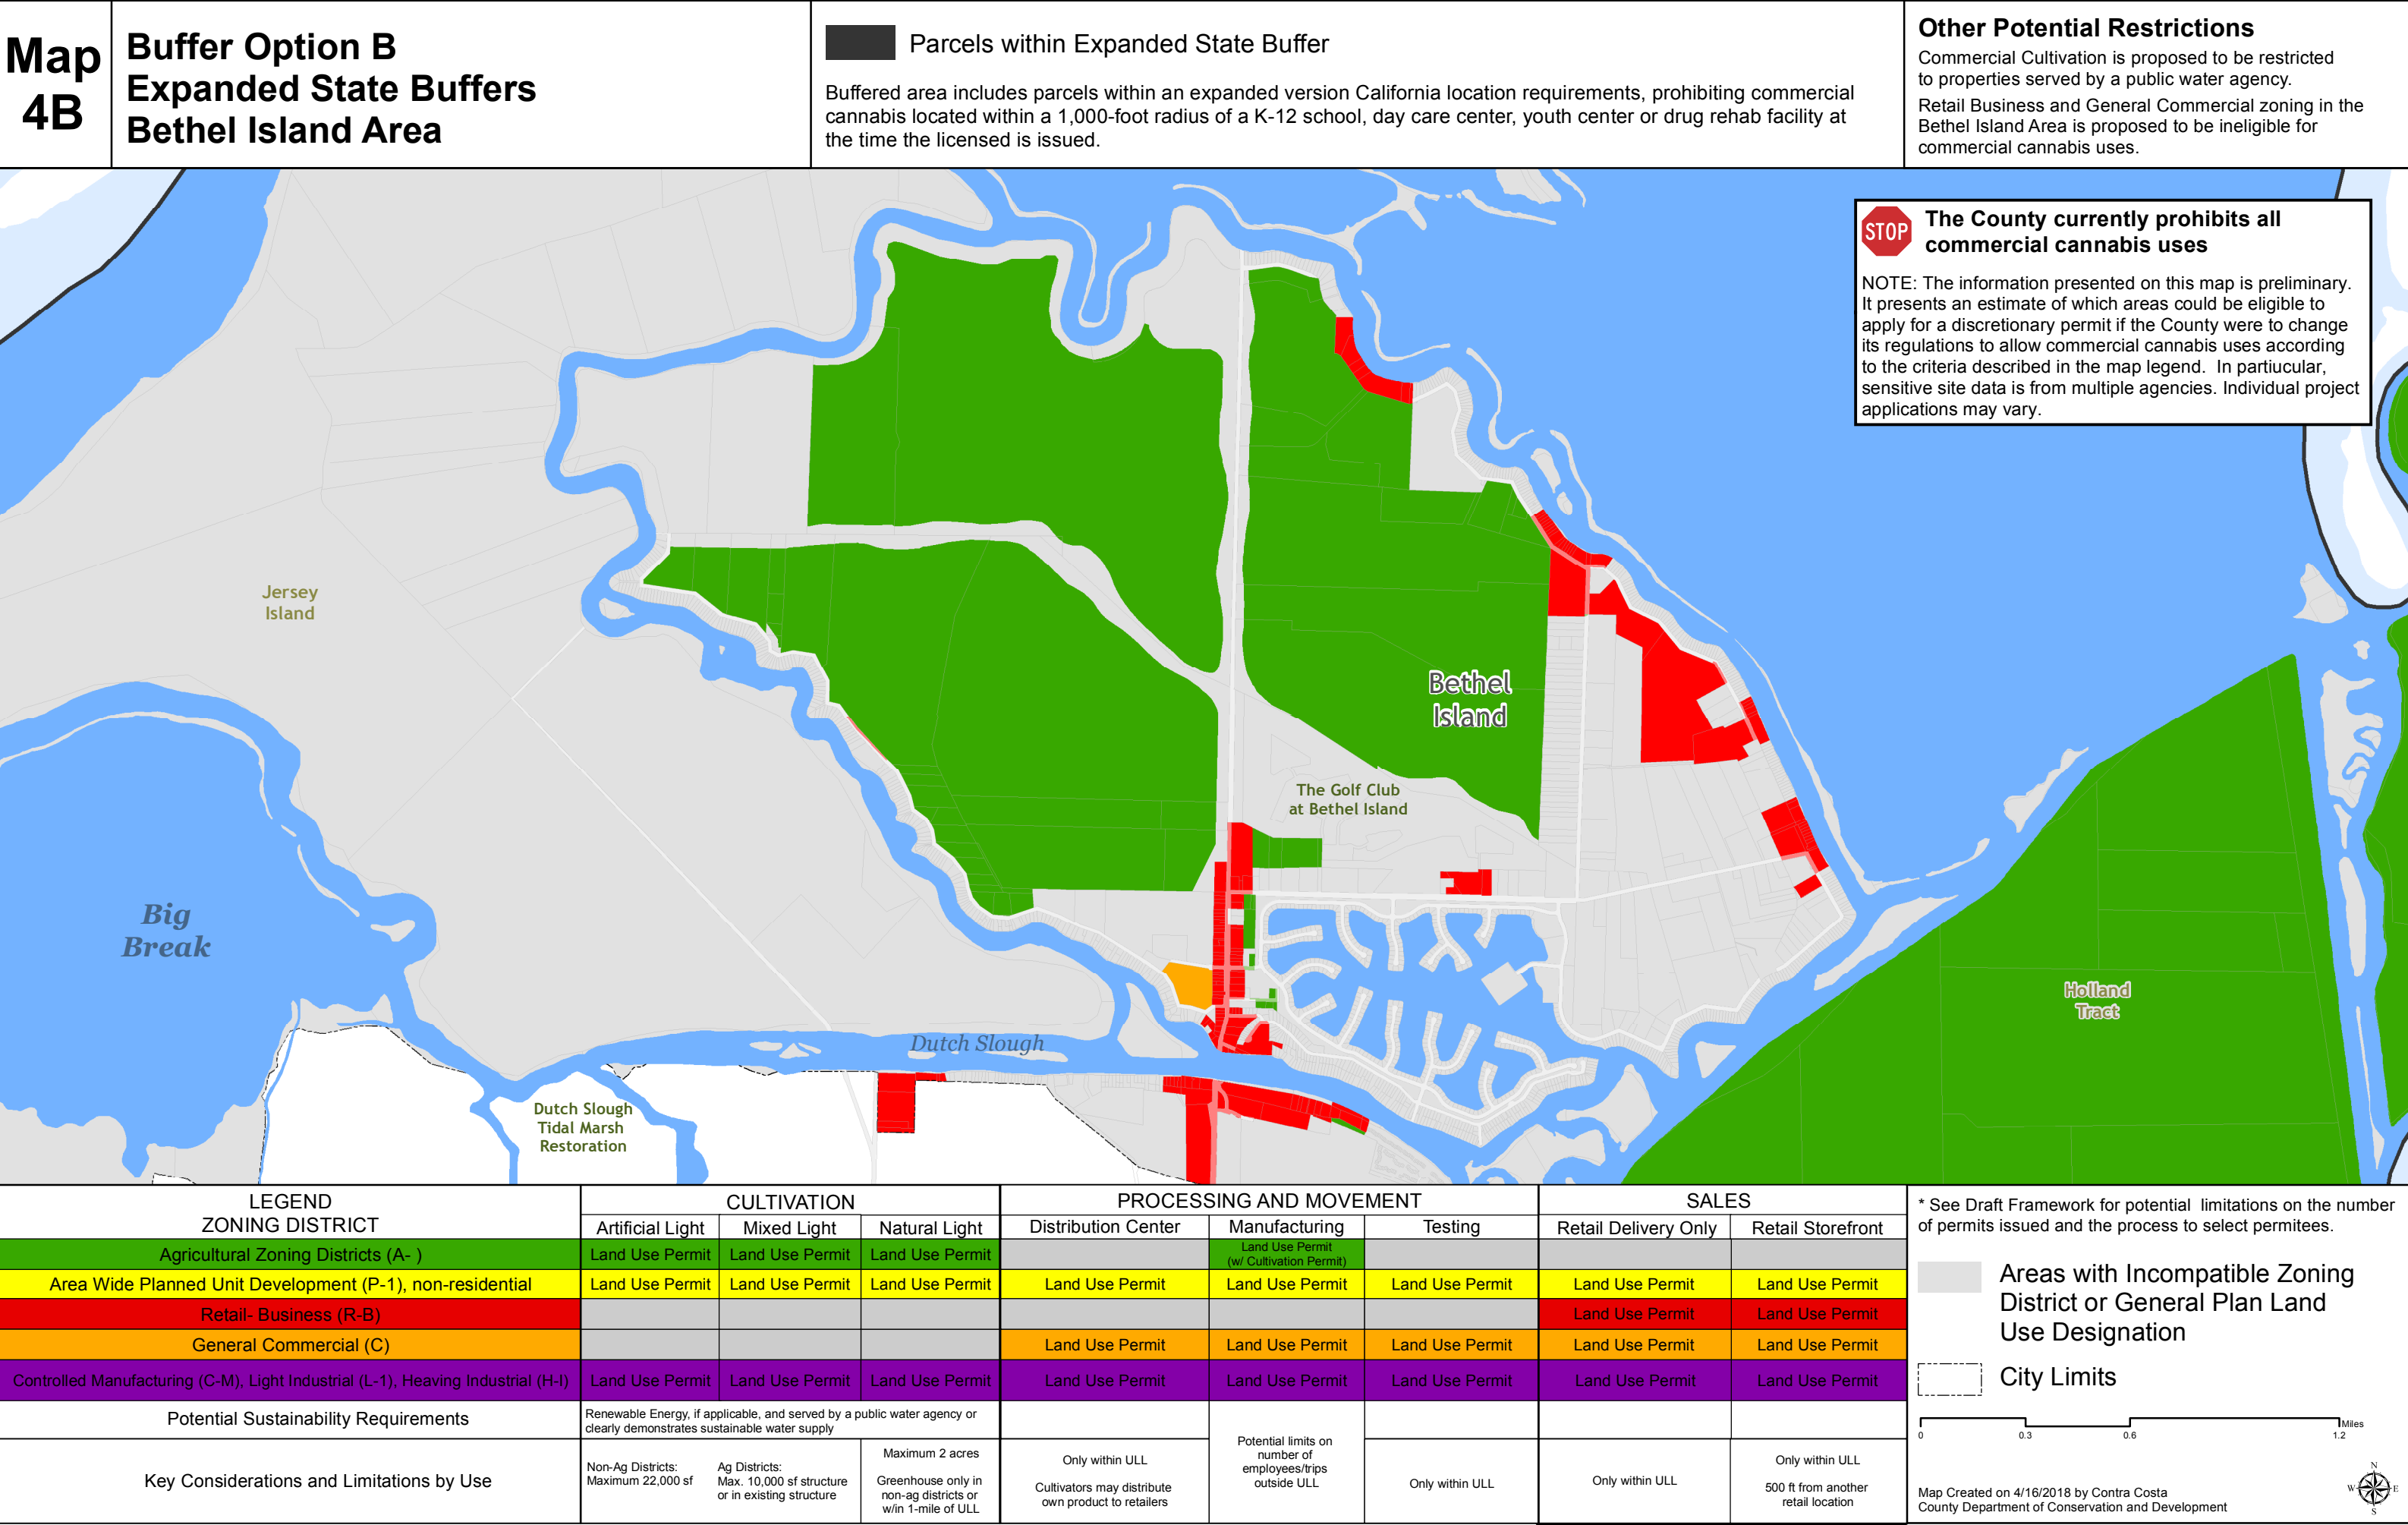 Map
4B
Buffer Option B
Expanded State Buffers
Bethel Island Area
Parcels within Expanded State Buffer
Buffered area includes parcels within an expanded version California location requirements, prohibiting commercial
cannabis located within a 1,000-foot radius of a K-12 school, day care center, youth center or drug rehab facility at
the time the licensed is issued.
Other Potential Restrictions
Commercial Cultivation is proposed to be restricted
to properties served by a public water agency.
Retail Business and General Commercial zoning in the
Bethel Island Area is proposed to be ineligible for
commercial cannabis uses.
STOP
The County currently prohibits all
commercial cannabis uses
NOTE: The information presented on this map is preliminary.
It presents an estimate of which areas could be eligible to
apply for a discretionary permit if the County were to change
its regulations to allow commercial cannabis uses according
to the criteria described in the map legend. In partiucular,
sensitive site data is from multiple agencies. Individual project
applications may vary.
Jersey
Island
Bethel
Island
The Golf Club
at Bethel Island
Big
Break
Holland
Tract
Dutch Slough
Dutch Slough
Tidal Marsh
Restoration
LEGEND
ZONING DISTRICT
CULTIVATION
PROCESSING AND MOVEMENT
SALES
Artificial Light
Mixed Light
Natural Light
Distribution Center
Manufacturing
Testing
Retail Delivery Only
Retail Storefront
Agricultural Zoning Districts (A- )
Land Use Permit
Land Use Permit
Land Use Permit
Land Use Permit
(w/ Cultivation Permit)
Area Wide Planned Unit Development (P-1), non-residential
Land Use Permit
Land Use Permit
Land Use Permit
Land Use Permit
Land Use Permit
Land Use Permit
Land Use Permit
Land Use Permit
Retail- Business (R-B)
Land Use Permit
Land Use Permit
General Commercial (C)
Land Use Permit
Land Use Permit
Land Use Permit
Land Use Permit
Land Use Permit
Controlled Manufacturing (C-M), Light Industrial (L-1), Heaving Industrial (H-I)
Land Use Permit
Land Use Permit
Land Use Permit
Land Use Permit
Land Use Permit
Land Use Permit
Land Use Permit
Land Use Permit
Potential Sustainability Requirements
Renewable Energy, if applicable, and served by a public water agency or
clearly demonstrates sustainable water supply
Key Considerations and Limitations by Use
Non-Ag Districts:
Maximum 22,000 sf
Ag Districts:
Max. 10,000 sf structure
or in existing structure
Maximum 2 acres
Greenhouse only in
non-ag districts or
w/in 1-mile of ULL
Only within ULL
Cultivators may distribute
own product to retailers
Potential limits on
number of
employees/trips
outside ULL
Only within ULL
Only within ULL
Only within ULL
500 ft from another
retail location
* See Draft Framework for potential limitations on the number
of permits issued and the process to select permitees.
Areas with Incompatible Zoning
District or General Plan Land
Use Designation
City Limits
Miles
0 0.3 0.6 1.2
Map Created on 4/16/2018 by Contra Costa
County Department of Conservation and Development
N
W E
S